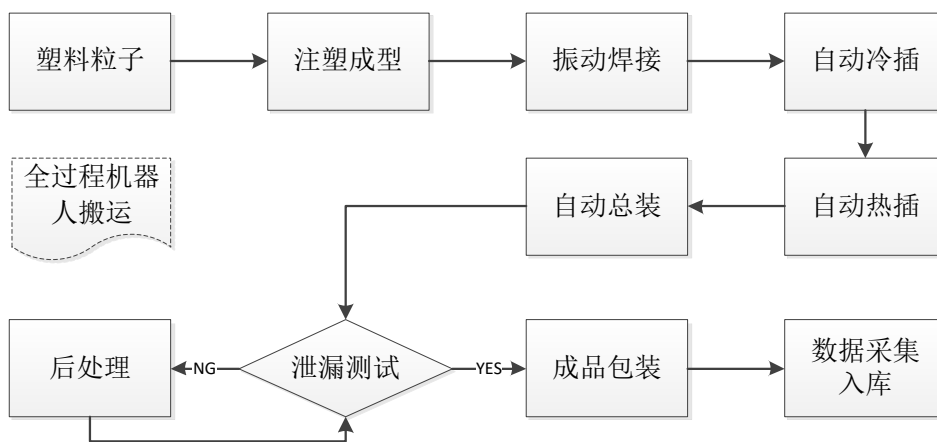 塑料粒子
注塑成型
振动焊接
自动冷插
全过程机器
人搬运
自动总装
自动热插
后处理
NG
泄漏测试
YES
成品包装
数据采集
入库